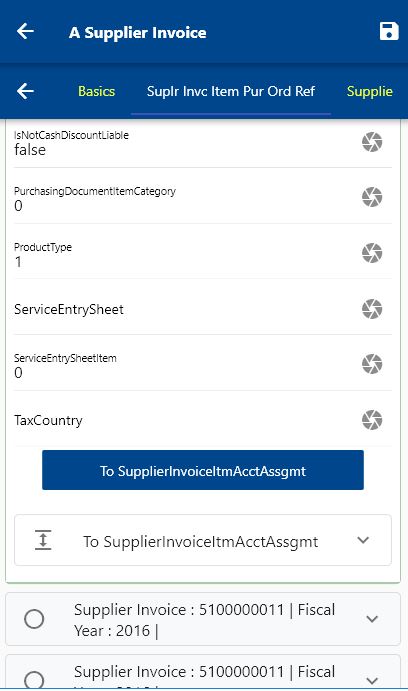 A Supplier Invoice
Basics Suplr Invc Item Pur Ord Ref Supplie
IsNotCashDiscountLiable
false
PurchasingDocumentItemCategory
0
ProductType
1
ServiceEntrySheet
ServiceEntrySheetItem
0
TaxCountry
To SupplierInvoiceItmAcctAssgmt
To SupplierInvoiceItmAcctAssgmt
Supplier Invoice : 5100000011 | Fiscal
Year : 2016 |
Supplier Invoice : 5100000011 | Fiscal